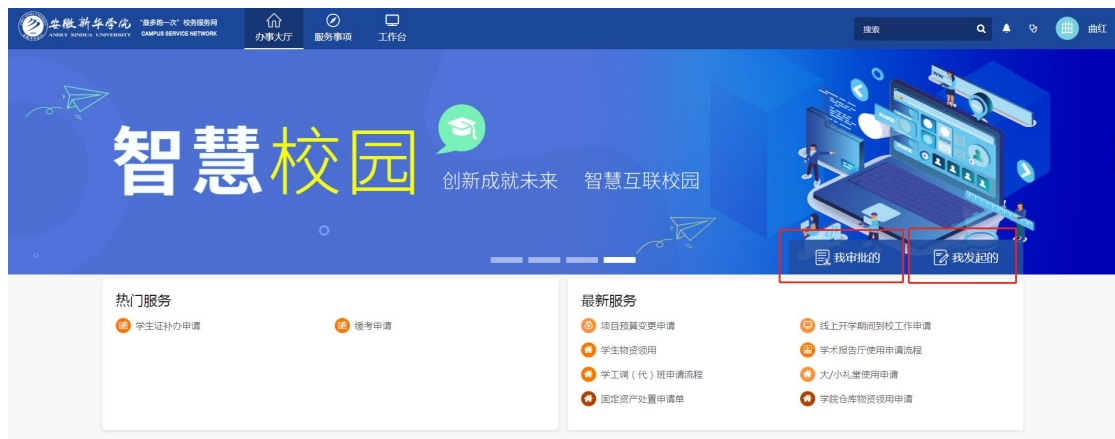 安徽新华学院
ANHUI XINHUA UNIVERSITY
“最多跑一次” 校务服务网
CAMPUS SERVICE NETWORK
办事大厅
服务事项
工作台
搜索
曲
曲红
智慧校园
创新成就未来 智慧互联校园
WWW
我审批的
我发起的
热门服务
学生证补办申请
缓考申请
最新服务
项目预算变更申请
线上开学期间到校工作申请
学生物资领用
学术报告厅使用申请流程
学工调（代）班申请流程
大/小礼堂使用申请
固定资产处置申请单
学院仓库物资领用申请